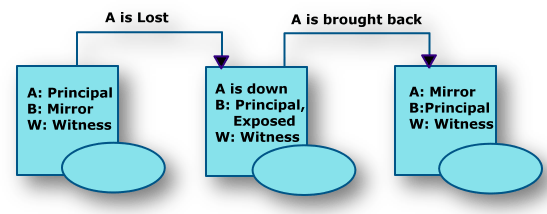 A is Lost
A is brought back
A: Principal
B: Mirror
W: Witness
A is down
B: Principal,
Exposed
W: Witness
A: Mirror
B:Principal
W: Witness